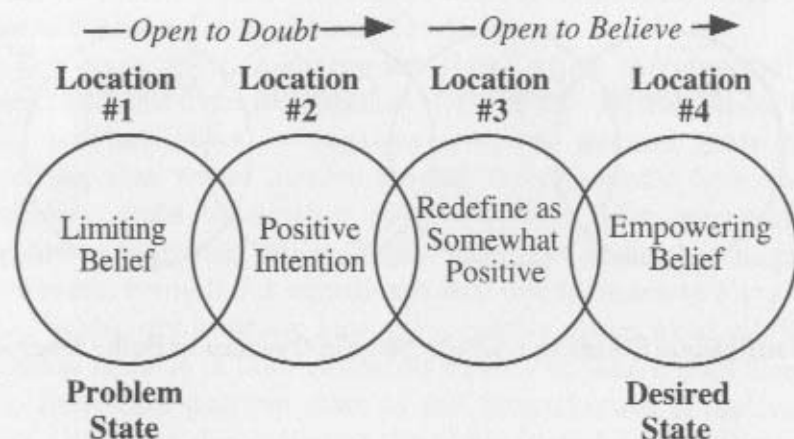 Open to Doubt
Open to Believe
Location #1
Location #2
Location #3
Location #4
Limiting
Belief
Positive
Intention
Redefine as
Somewhat
Positive
Empowering
Belief
Problem
State
Desired
State